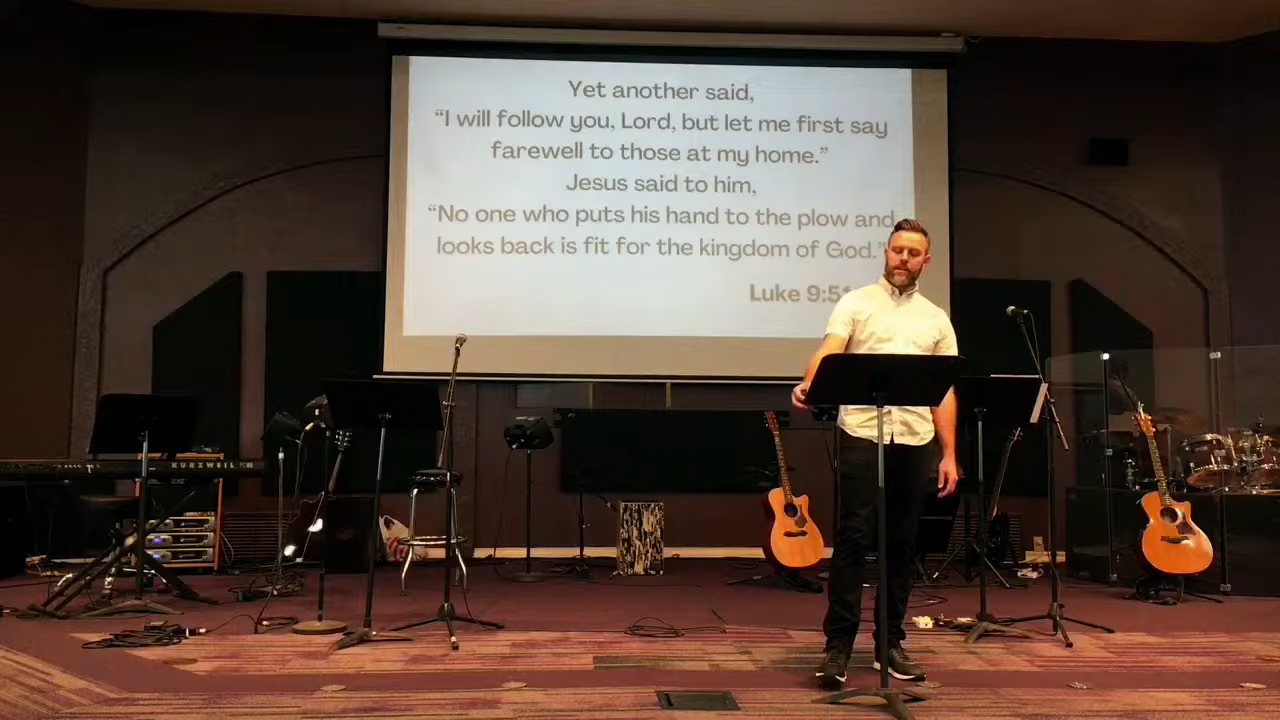 Yet another said,
“I will follow you, Lord, but let me first say
farewell to those at my home.”
Jesus said to him,
“No one who puts his hand to the plow and
looks back is fit for the kingdom of God.”
Luke 9:51
KURZWEIL